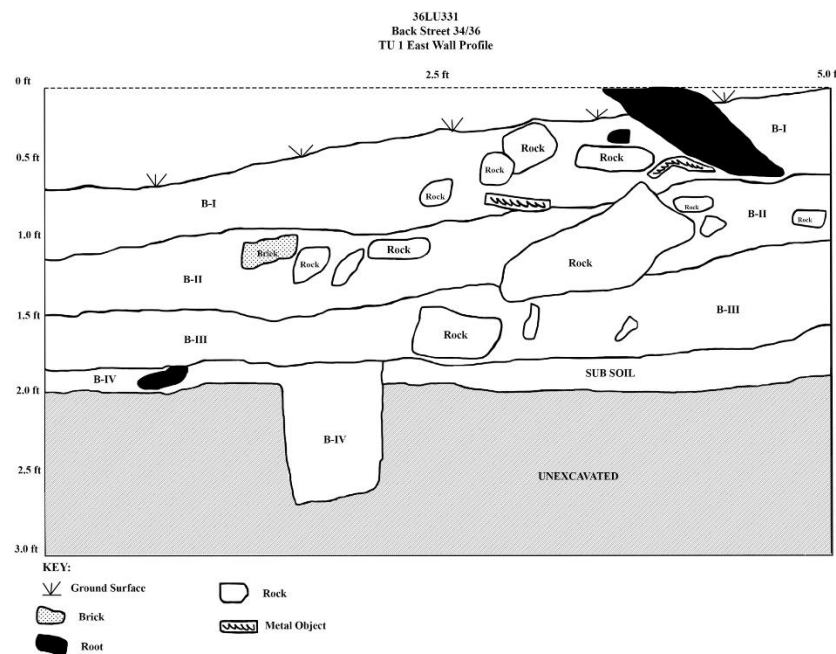 36LU331
Back Street 34/36
TU 1 East Wall Profile
0 ft
2.5 ft
5.0 f
B-I
0.5 ft
Rock
Rock
Rock
Rock
B-I
Rock
B-II
Rock
1.0 ft
Brick
Rock
Rock
Rock
B-II
1.5 ft
B-III
Rock
B-III
B-IV
SUB SOIL
2.0 ft
B-IV
2.5 ft
UNEXCAVATED
3.0 ft
KEY:
Ground Surface
Rock
Brick
Metal Object
Root